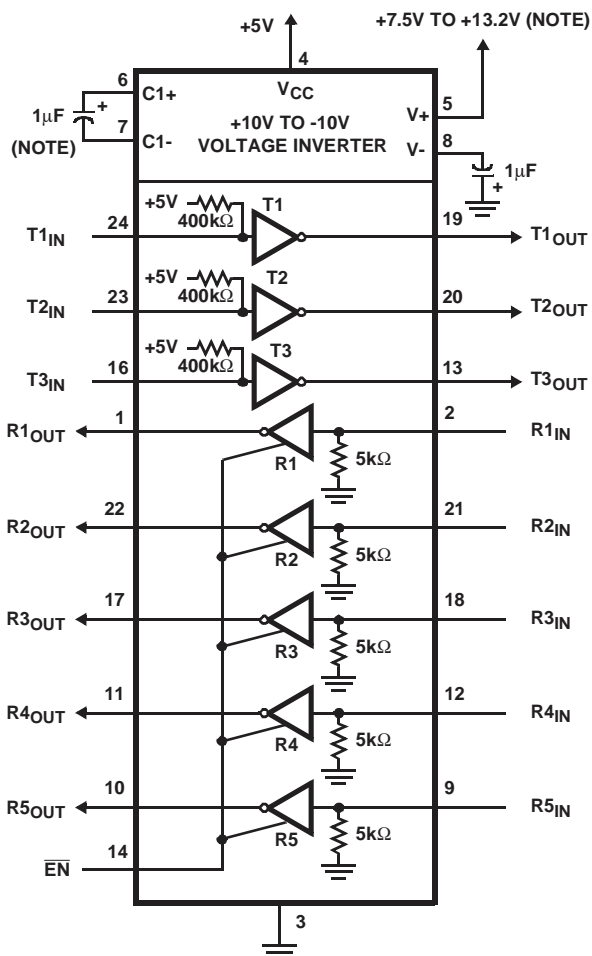 +5V
+7.5V TO +13.2V (NOTE)
4
6
C1+
VCC
V+
5
1μF
+
(NOTE)
7
C1-
+10V TO -10V
VOLTAGE INVERTER
V-
8
1μF
+
+5V
400kΩ
T1
T1IN
24
19
T1OUT
+5V
400kΩ
T2
T2IN
23
20
T2OUT
+5V
400kΩ
T3
T3IN
16
13
T3OUT
R1OUT
1
R1
5kΩ
2
R1IN
R2OUT
22
R2
5kΩ
21
R2IN
R3OUT
17
R3
5kΩ
18
R3IN
R4OUT
11
R4
5kΩ
12
R4IN
R5OUT
10
R5
5kΩ
9
R5IN
EN
14
3